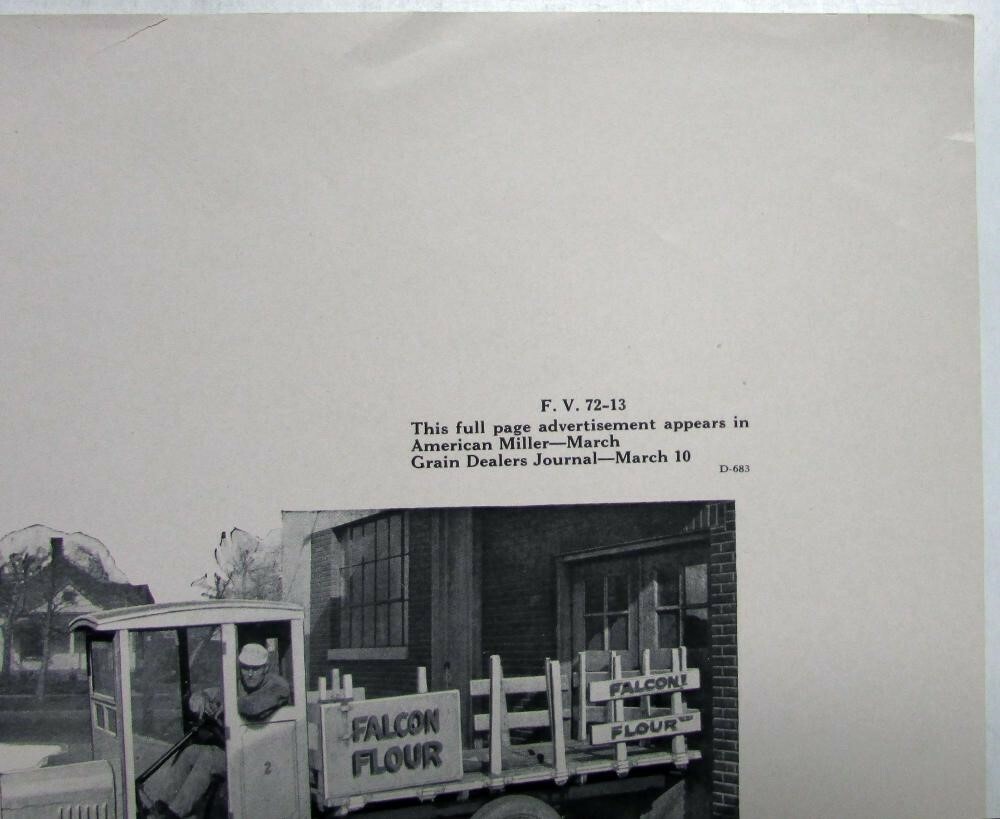 F. V. 72-13
This full page advertisement appears in
American Miller—March
Grain Dealers Journal—March 10
D-683
FALCON
FLOUR
FALCON
FLOUR
2